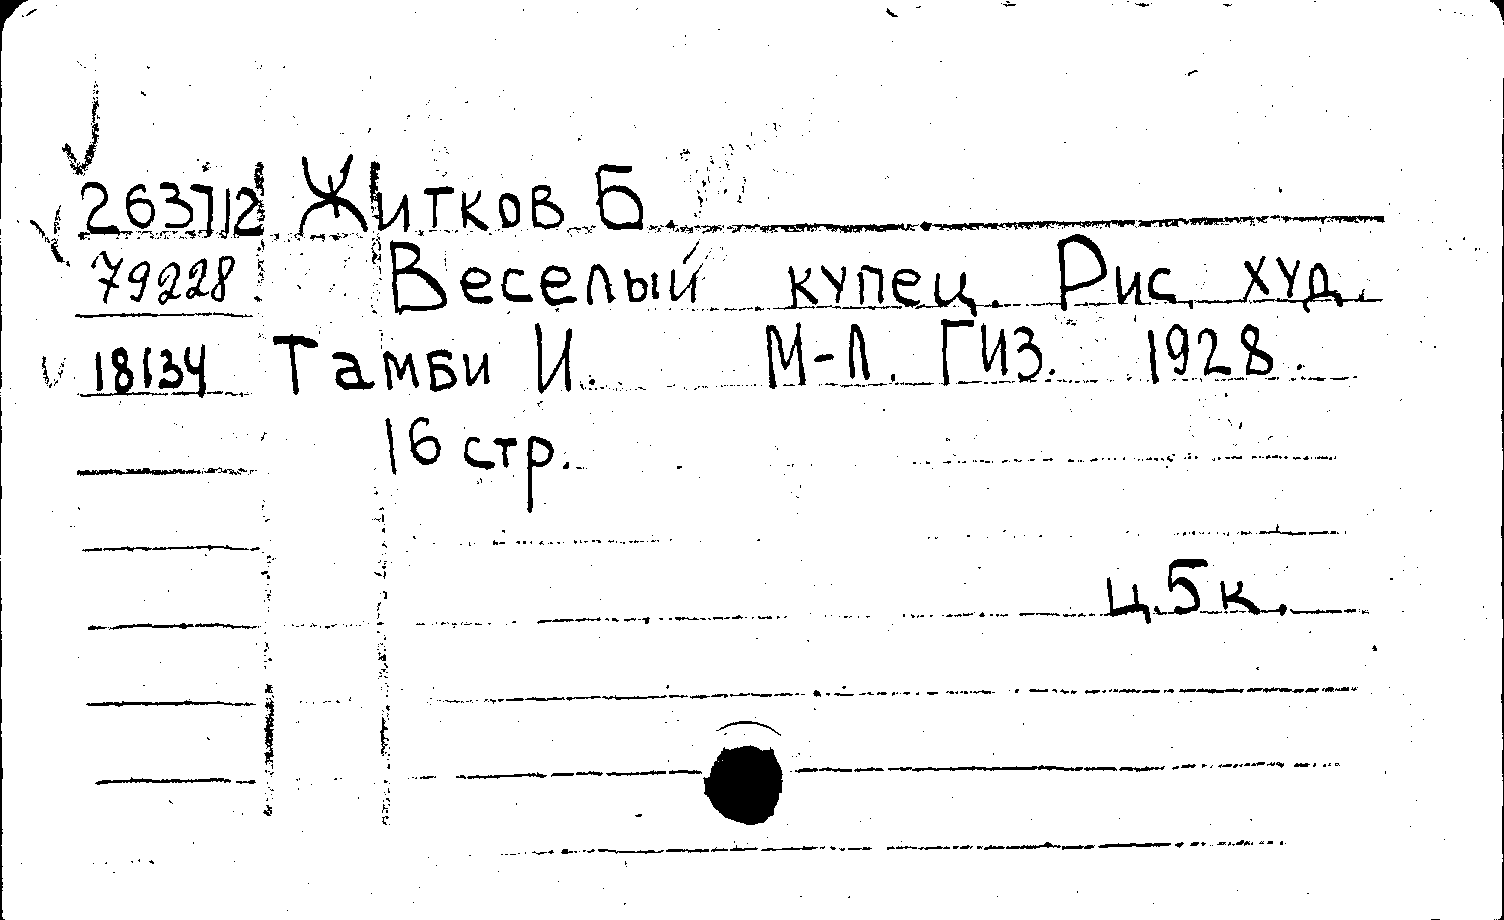 263712 Житков Б.
79228 Веселый купец. Рис. худ.
18134 Тамби И. М-Л. ГИЗ. 1928.
16 стр.
ц. 5 к.